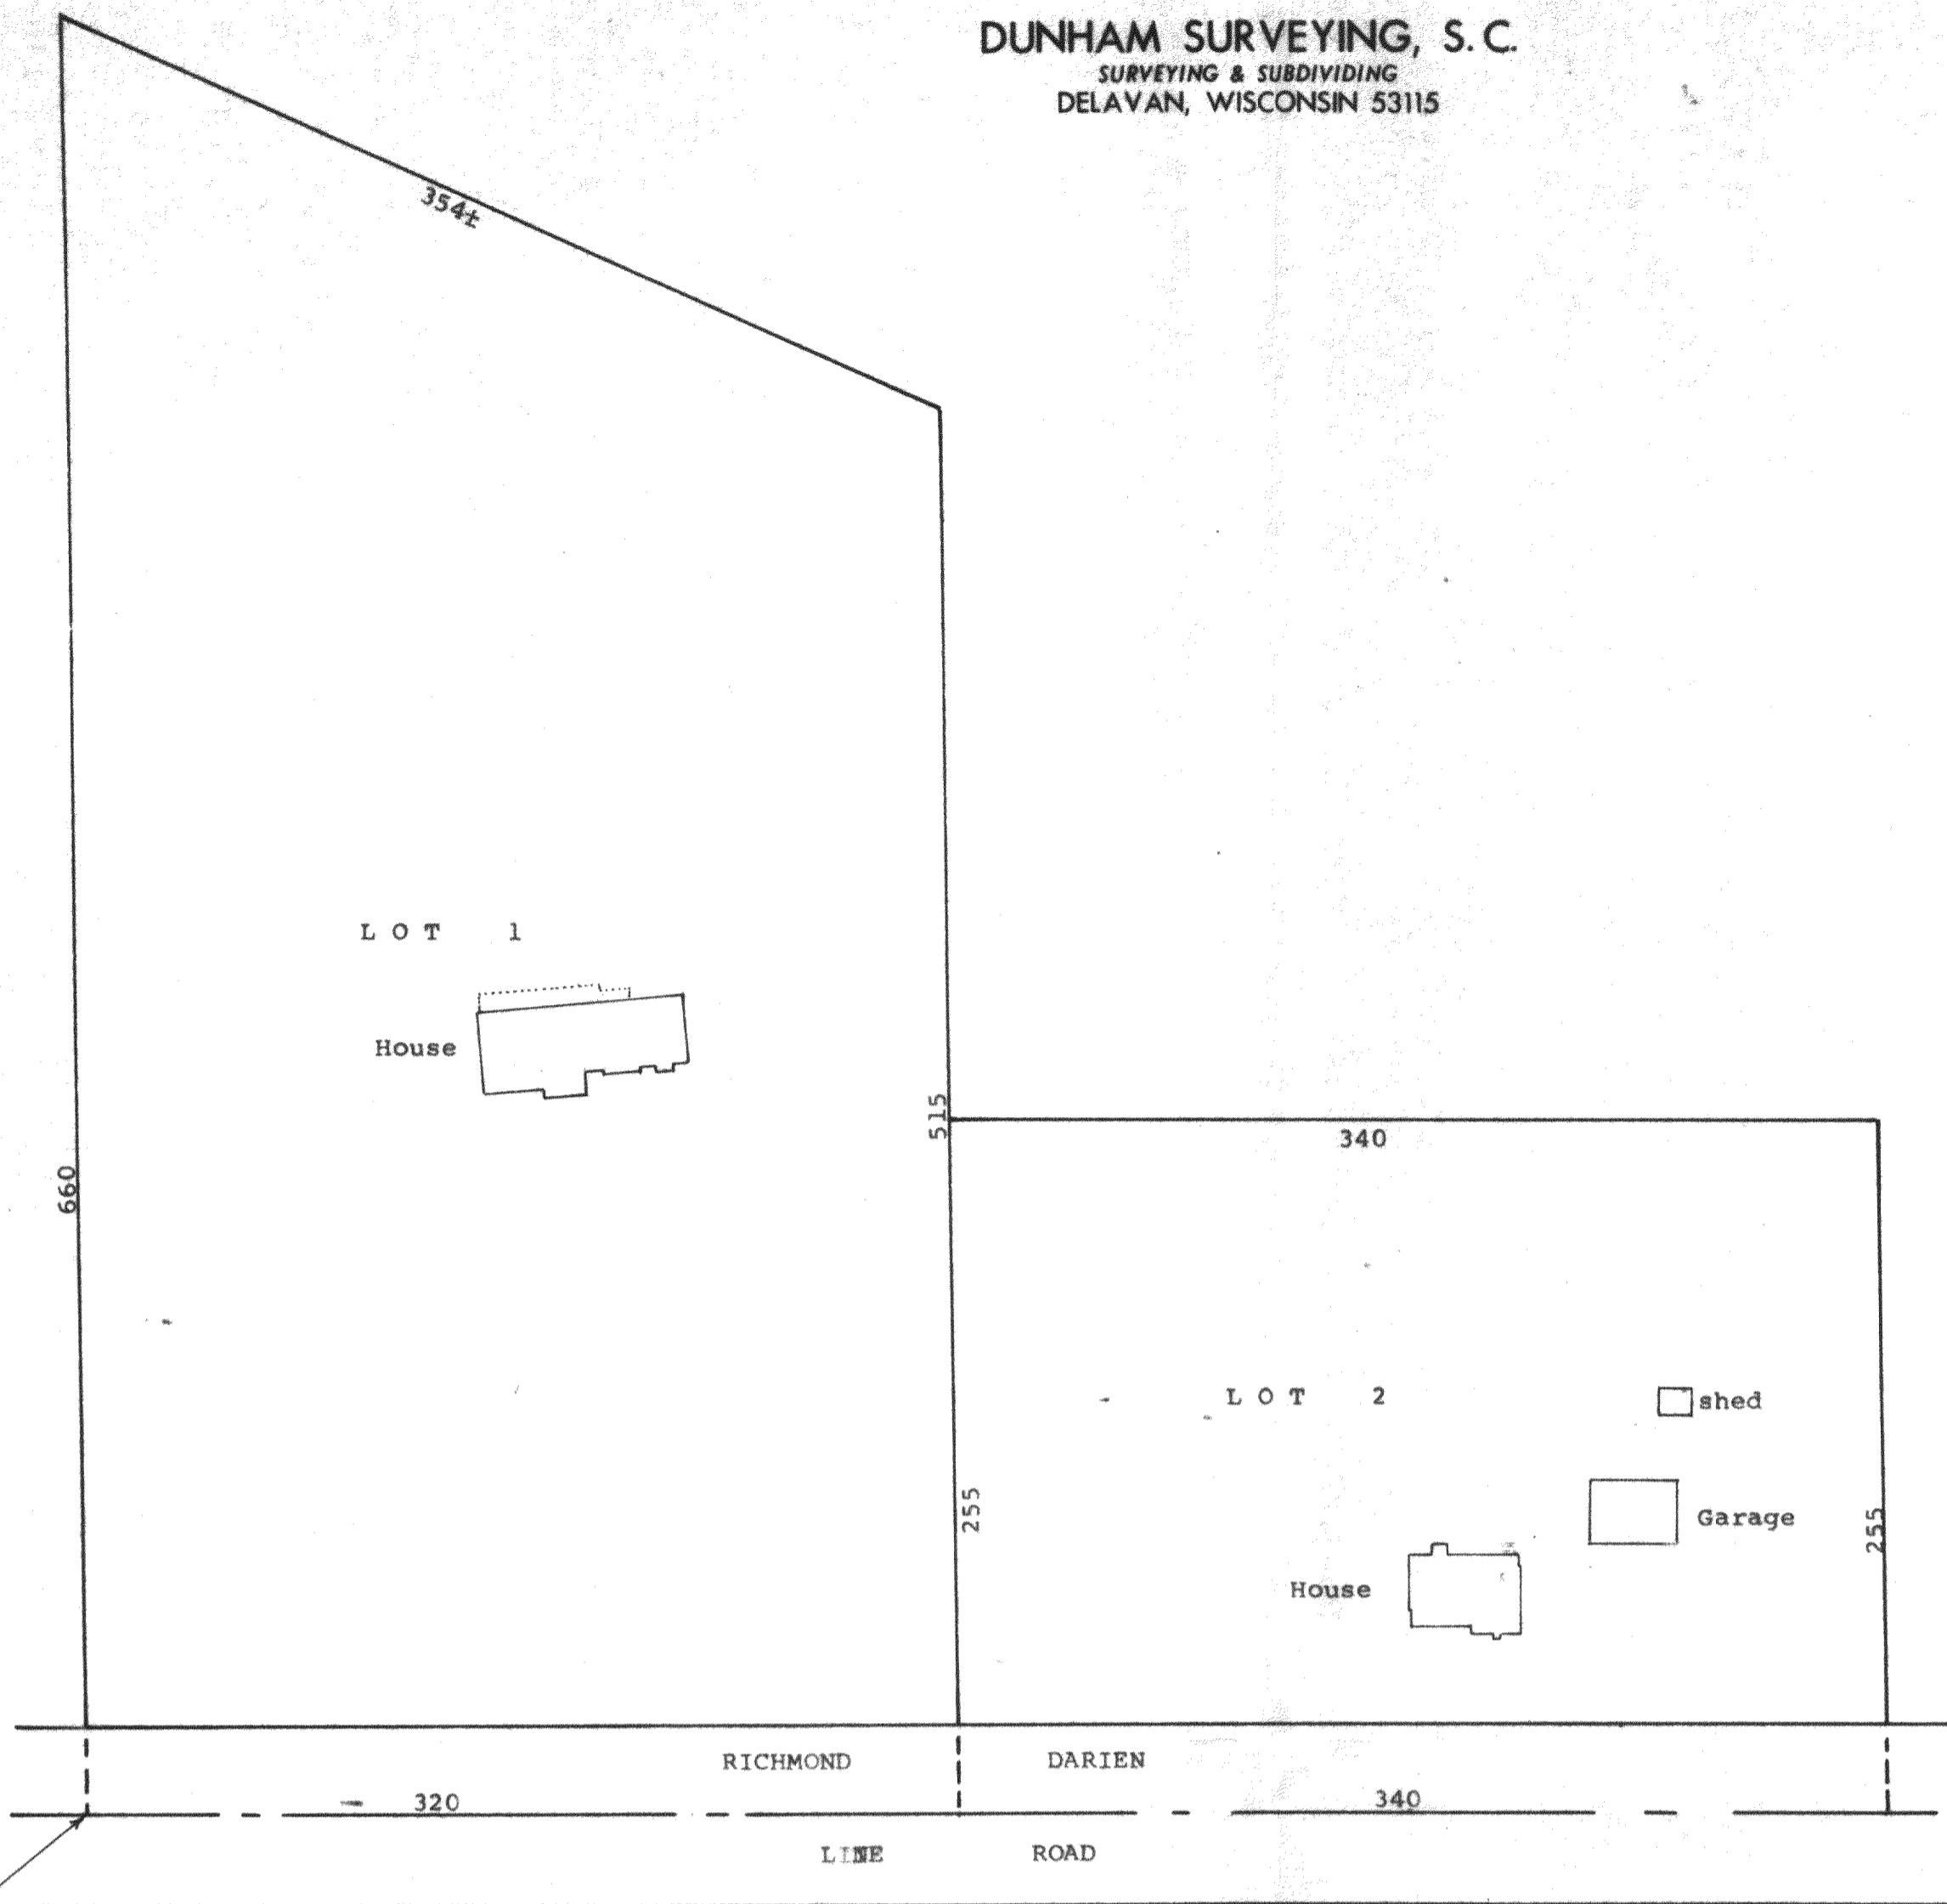 DUNHAM SURVEYING, S. C.
SURVEYING & SUBDIVIDING
DELAVAN, WISCONSIN 53115
354±
LOT 1
House
515
340
660
LOT 2
shed
255
Garage
255
House
RICHMOND DARIEN
320 340
LINE ROAD